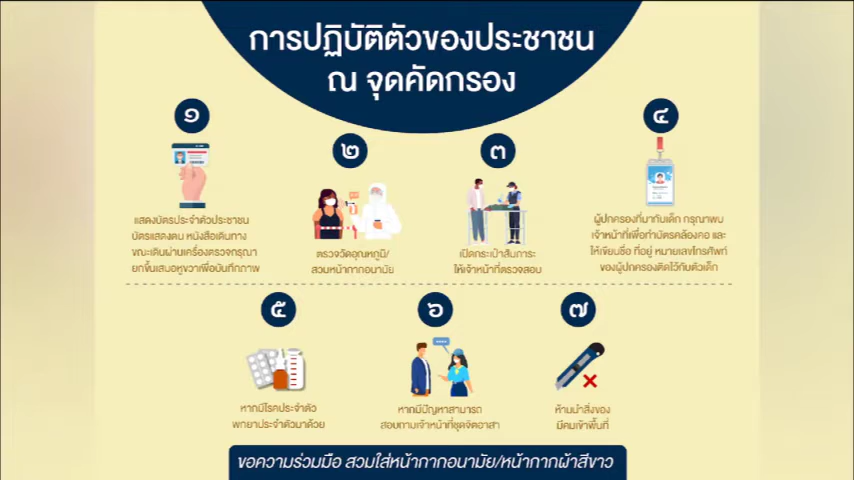 การปฏิบัติตัวของประชาชน
ณ จุดคัดกรอง
๑
แสดงบัตรประจำตัวประชาชน
บัตรแสดงตน หนังสือเดินทาง
ขณะเดินผ่านเครื่องตรวจกรุณา
ยกขึ้นเสมอหูขวาเพื่อบันทึกภาพ
๒
ตรวจวัดอุณหภูมิ/
สวมหน้ากากอนามัย
๓
เปิดกระเป๋าสัมภาระ
ให้เจ้าหน้าที่ตรวจสอบ
๔
ผู้ปกครองที่มากับเด็ก กรุณาพบ
เจ้าหน้าที่เพื่อทำบัตรคล้องคอ และ
ให้เขียนชื่อ ที่อยู่ หมายเลขโทรศัพท์
ของผู้ปกครองติดไว้กับตัวเด็ก
๕
หากมีโรคประจำตัว
พกยาประจำตัวมาด้วย
๖
หากมีปัญหาสามารถ
สอบถามเจ้าหน้าที่ชุดจิตอาสา
๗
ห้ามนำสิ่งของ
มีคมเข้าพื้นที่
ขอความร่วมมือ สวมใส่หน้ากากอนามัย/หน้ากากผ้าสีขาว